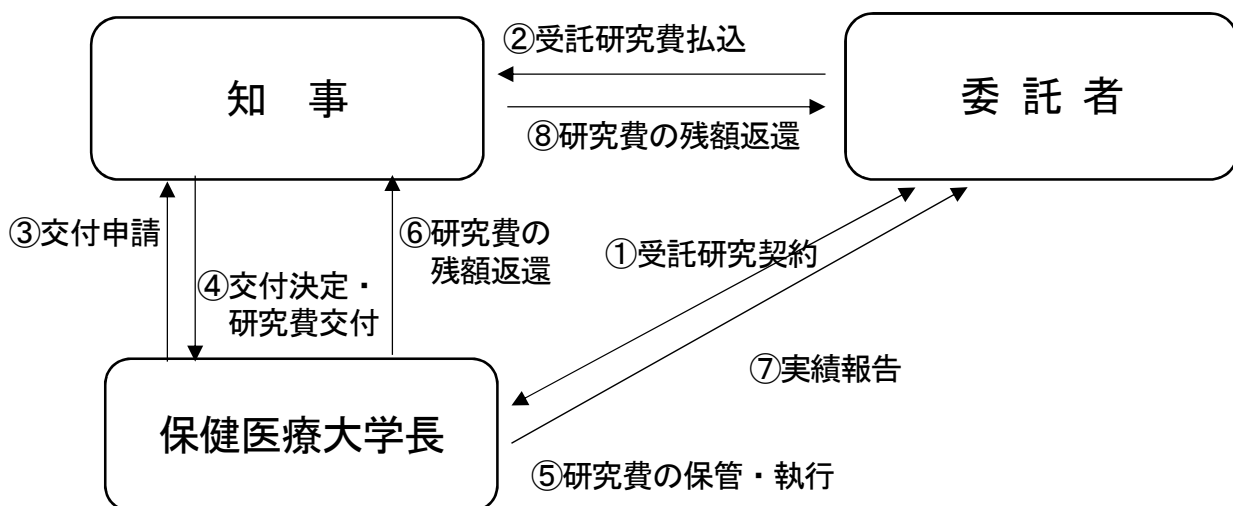 ②受託研究費払込
知 事
委 託 者
⑧研究費の残額返還
③交付申請
⑥研究費の
残額返還
①受託研究契約
④交付決定・
研究費交付
⑦実績報告
保健医療大学長
⑤研究費の保管・執行